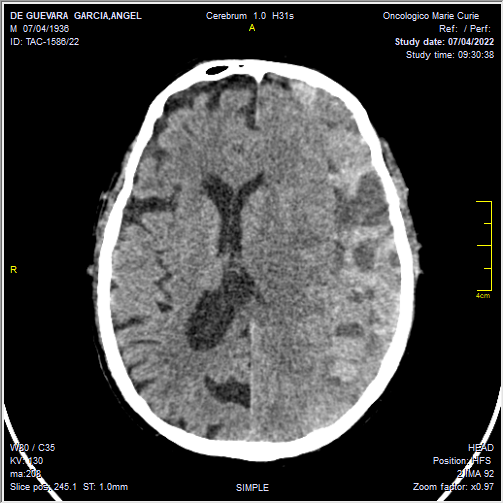 DE GUEVARA GARCIA,ANGEL
M 07/04/1936
ID: TAC-1586/22
Cerebrum 1.0 H31s
A
Oncologico Marie Curie
Ref: / Perf:
Study date: 07/04/2022
Study time: 09:30:38
R
4cm
W80 / C35
KV: 130
ma:208
Slice pos: 245.1 ST: 1.0mm
SIMPLE
HEAD
Position: HFS
IMA 92
Zoom factor: x0.97